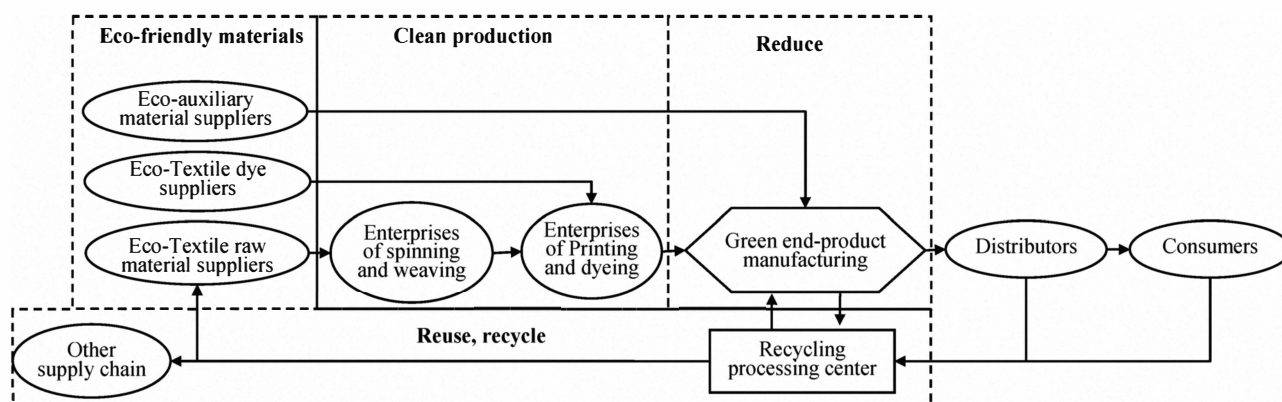 Eco-friendly materials
Clean production
Reduce
Eco-auxiliary
material suppliers
Eco-Textile dye
suppliers
Eco-Textile raw
material suppliers
Enterprises
of spinning
and weaving
Enterprises
of Printing
and dyeing
Green end-product
manufacturing
Distributors
Consumers
Reuse, recycle
Other
supply chain
Recycling
processing center